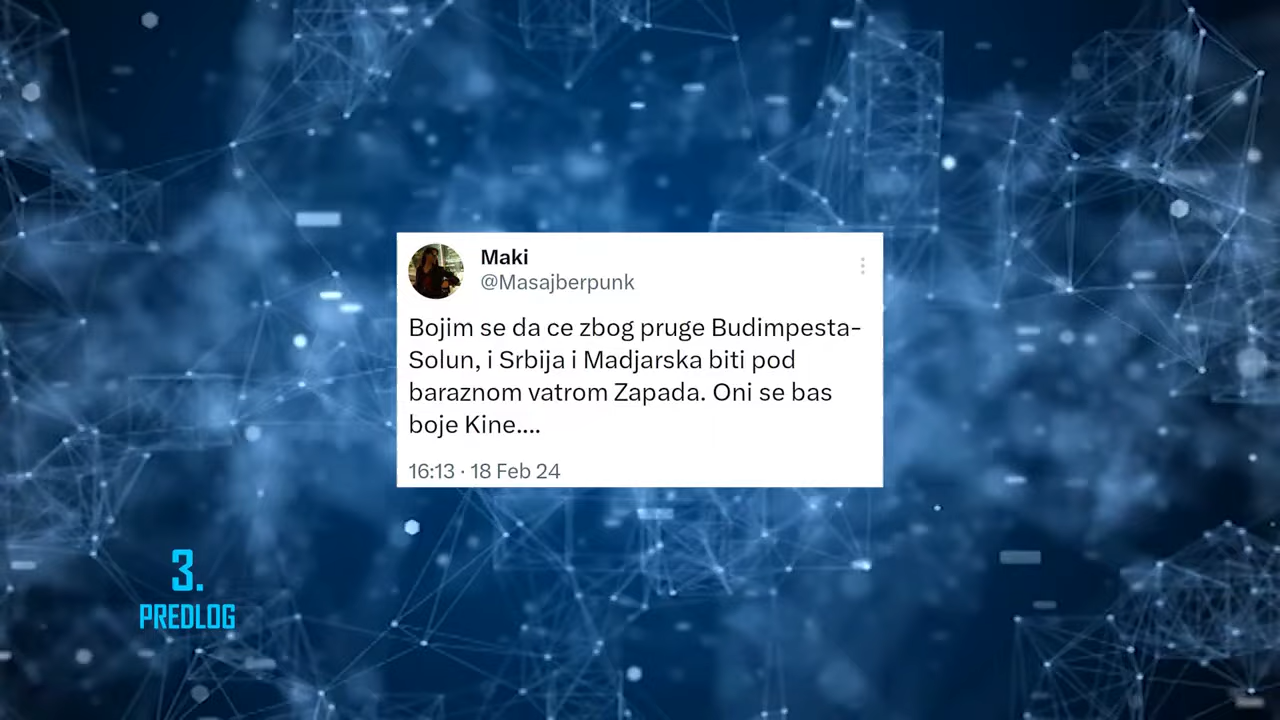 Maki
@Masajberpunk
Bojim se da ce zbog pruge Budimpesta-
Solun, i Srbija i Madjarska biti pod
baraznom vatrom Zapada. Oni se bas
boje Kine....
16:13 · 18 Feb 24
3.
PREDLOG